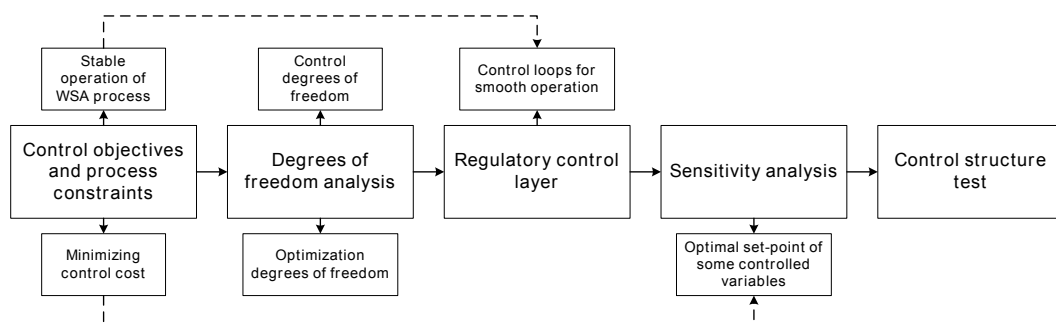 Stable
operation of
WSA process
Control
degrees of
freedom
Control loops for
smooth operation
Control objectives
and process
constraints
Degrees of
freedom analysis
Regulatory control
layer
Sensitivity analysis
Control structure
test
Minimizing
control cost
Optimization
degrees of freedom
Optimal set-point of
some controlled
variables